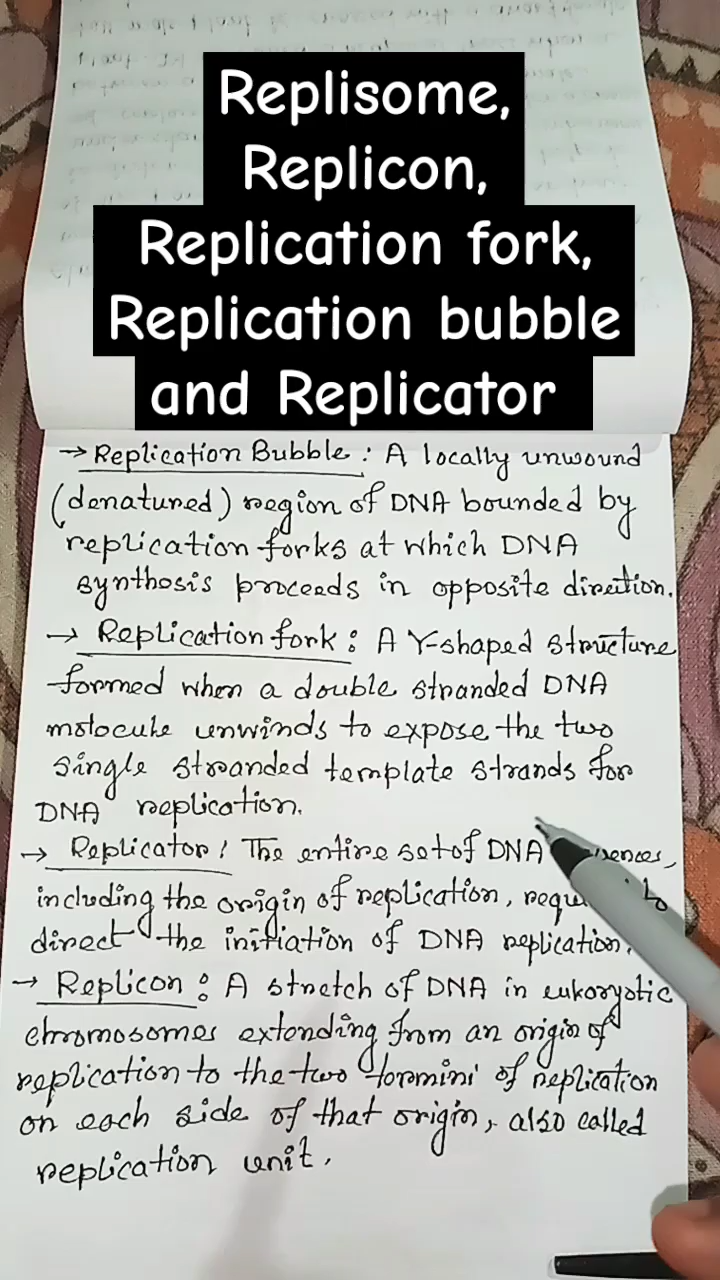 Replisome,
Replicon,
Replication fork,
Replication bubble
and Replicator
→ Replication Bubble : A locally unwound
(denatured) region of DNA bounded by
replication forks at which DNA
synthosis proceeds in opposite direction.
→ Replication fork : A Y-shaped structure
formed when a double stranded DNA
molocule unwinds to expose the two
single stranded template strands for
DNA replication.
→ Replicator : The entire set of DNA
including the origin of replication,
direct the initiation of DNA replication.
→ Replicon : A stretch of DNA in eukaryotic
chromosomes extending from an origin of
replication to the two termini of replication
on each side of that origin, also called
replication unit.